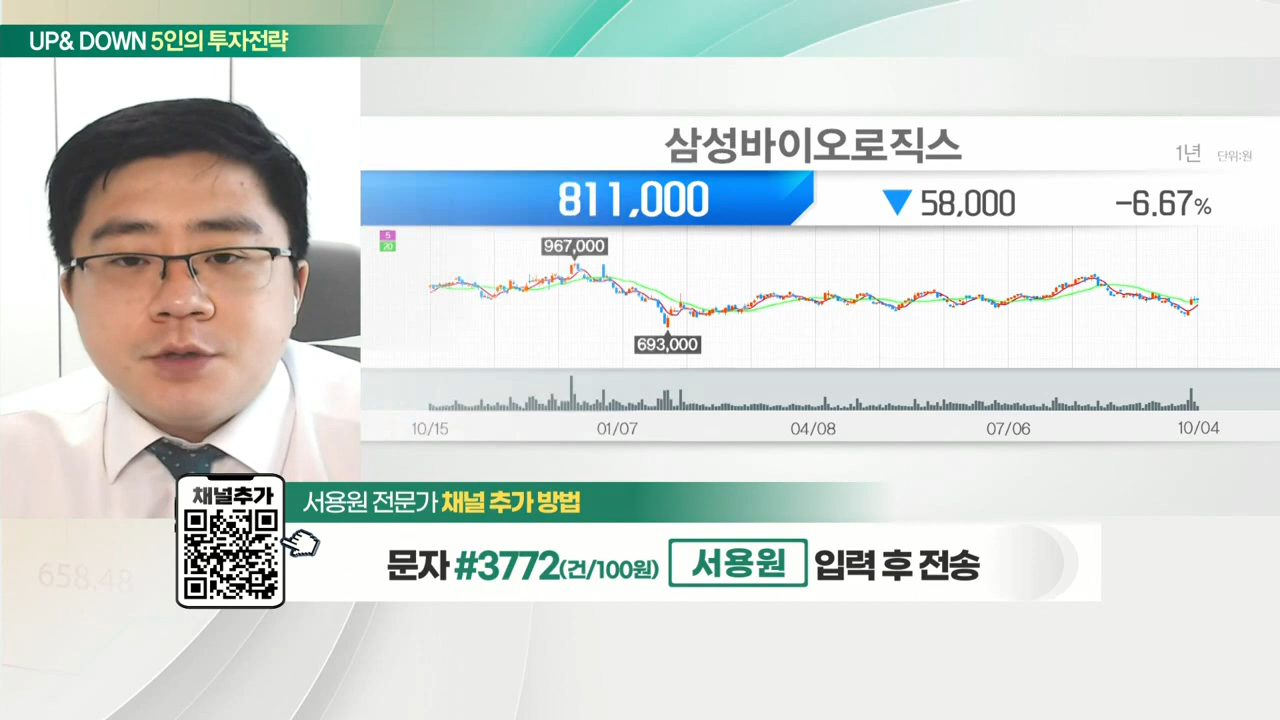 UP& DOWN 5인의 투자전략
삼성바이오로직스
1년 단위:원
811,000 ▼ 58,000 -6.67%
5
20
967,000
693,000
10/15 01/07 04/08 07/06 10/04
채널추가
서용원 전문가 채널 추가 방법
문자 #3772(건/100원) 서용원 입력 후 전송
658.48